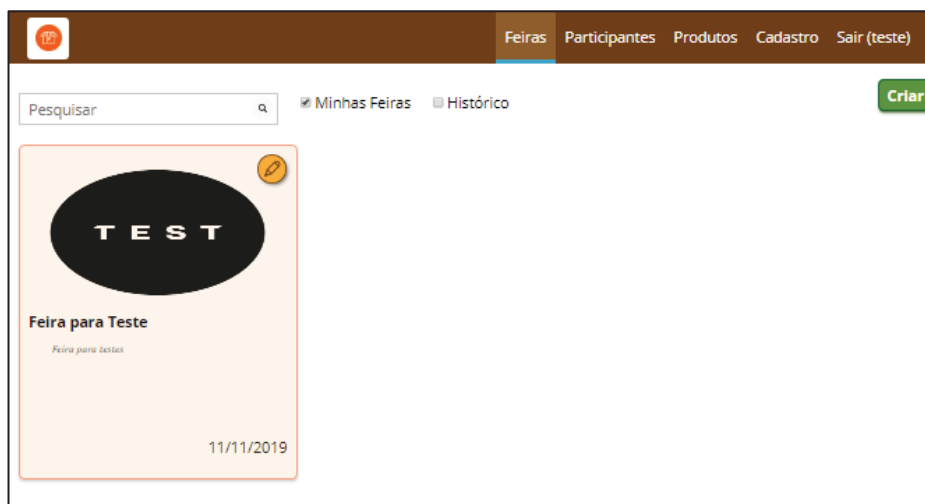 Feiras Participantes Produtos Cadastro Sair (teste)
Pesquisar Minhas Feiras Histórico Criar
TEST
Feira para Teste
Feira para testes
11/11/2019